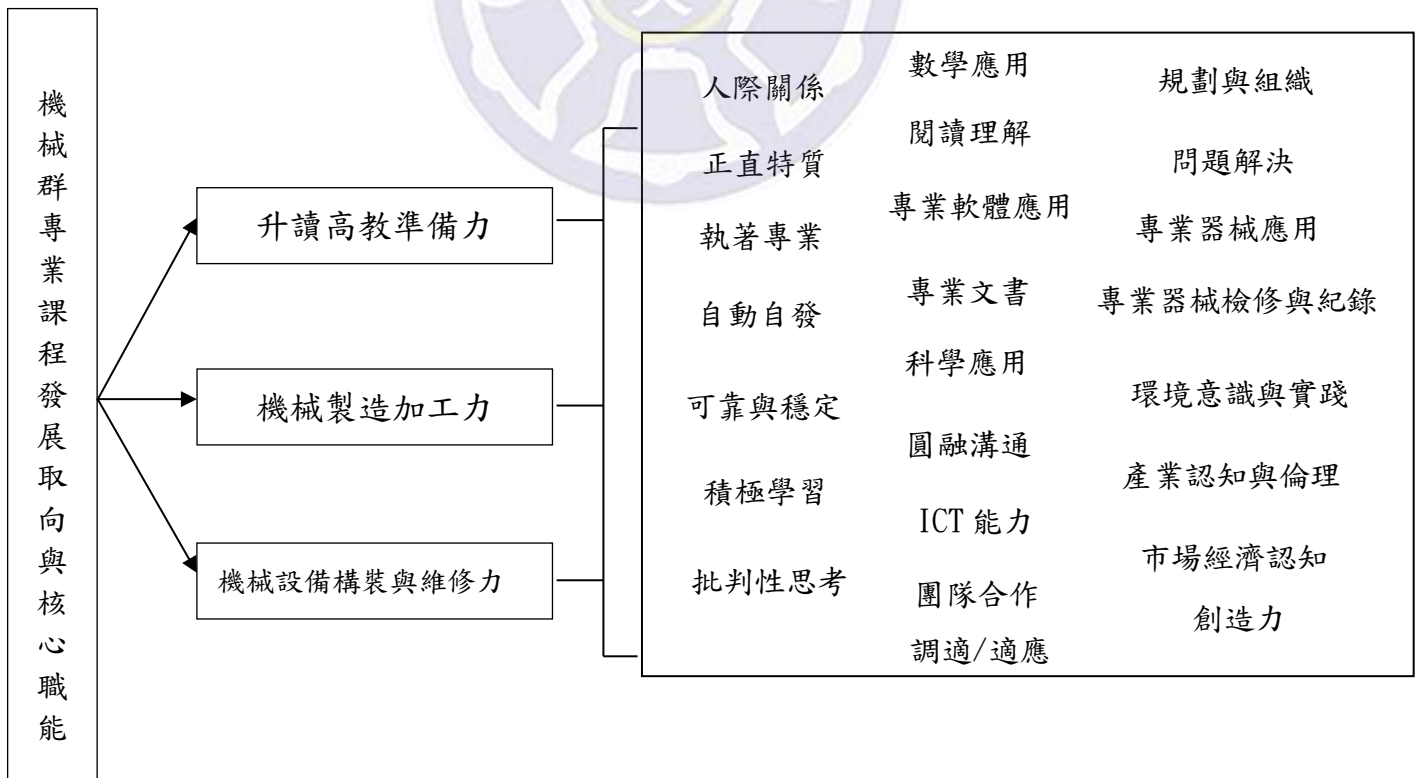 機械群專業課程發展取向與核心職能
升讀高教準備力
機械製造加工力
機械設備構裝與維修力
人際關係
正直特質
執著專業
自動自發
可靠與穩定
積極學習
批判性思考
數學應用
閱讀理解
專業軟體應用
專業文書
科學應用
圓融溝通
ICT 能力
團隊合作
調適/適應
規劃與組織
問題解決
專業器械應用
專業器械檢修與紀錄
環境意識與實踐
產業認知與倫理
市場經濟認知
創造力
大